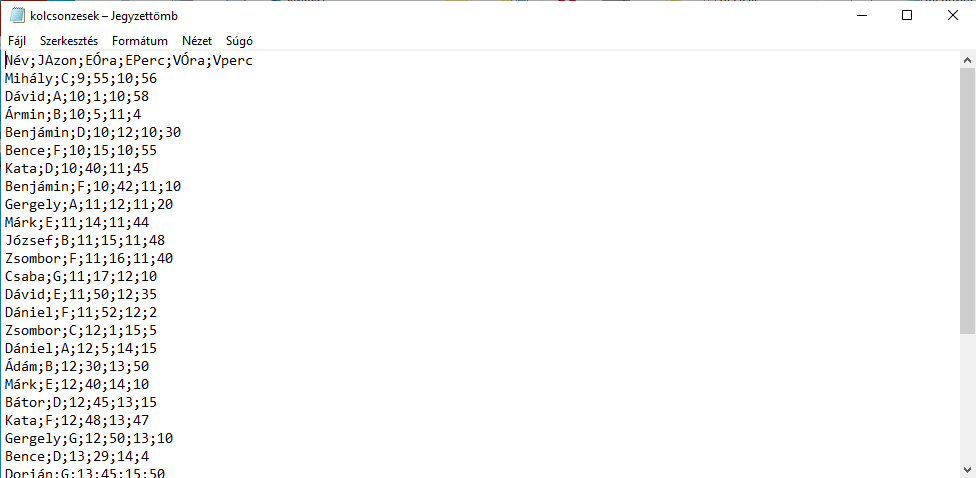 kolcsonzesek – Jegyzettömb
Fájl Szerkesztés Formátum Nézet Súgó
Név;JAzon;EÓra;EPerc;VÓra;Vperc
Mihály;C;9;55;10;56
Dávid;A;10;1;10;58
Ármin;B;10;5;11;4
Benjámin;D;10;12;10;30
Bence;F;10;15;10;55
Kata;D;10;40;11;45
Benjámin;F;10;42;11;10
Gergely;A;11;12;11;20
Márk;E;11;14;11;44
József;B;11;15;11;48
Zsombor;F;11;16;11;40
Csaba;G;11;17;12;10
Dávid;E;11;50;12;35
Dániel;F;11;52;12;2
Zsombor;C;12;1;15;5
Dániel;A;12;5;14;15
Ádám;B;12;30;13;50
Márk;E;12;40;14;10
Bátor;D;12;45;13;15
Kata;F;12;48;13;47
Gergely;G;12;50;13;10
Bence;D;13;29;14;4
Dorján;G;13;45;15;50